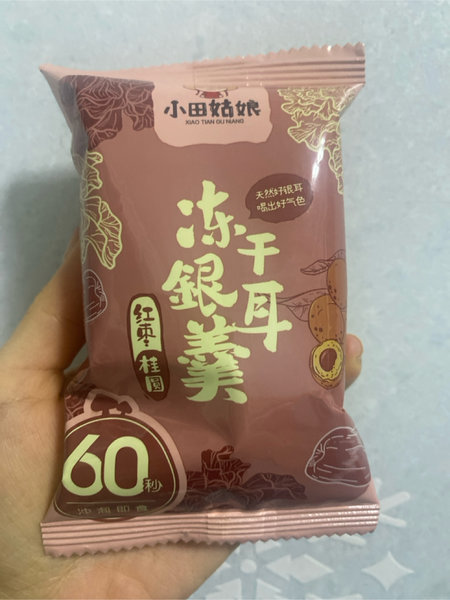 小田姑娘
XIAO TIAN GU NIANG
天然好银耳
喝出好气色
冻干
銀耳羹
红枣
桂圆
60秒
冲泡即食